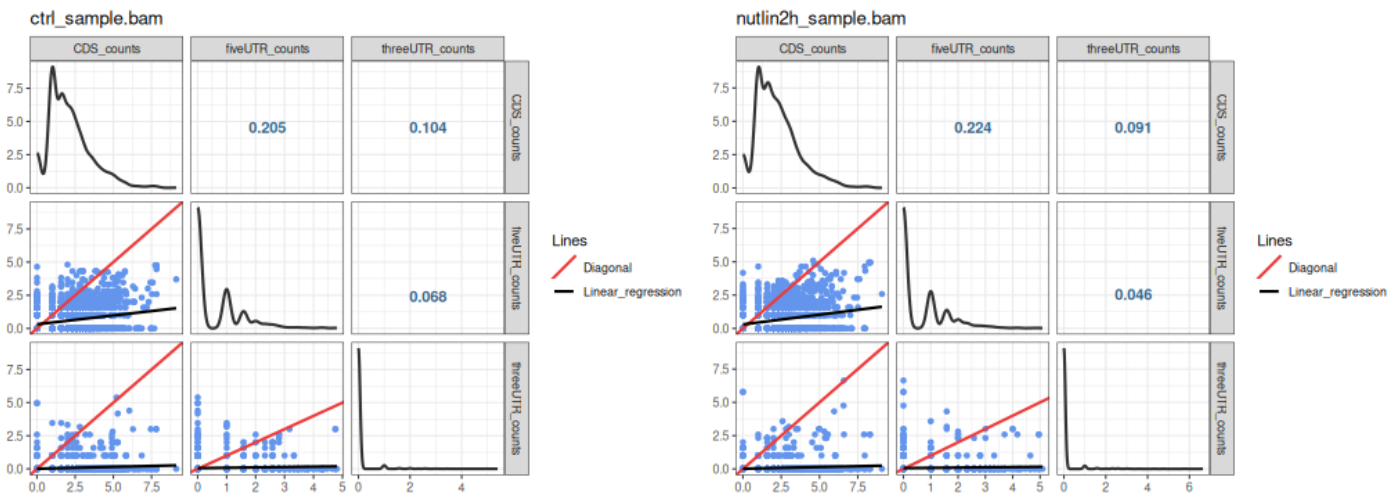 ctrl_sample.bam
CDS_counts fiveUTR_counts threeUTR_counts
7.5
5.0
2.5
0.0
0.205 0.104
CDS_counts
7.5
5.0
2.5
0.0
0.068
fiveUTR_counts
7.5
5.0
2.5
0.0
threeUTR_counts
0.0 2.5 5.0 7.5 0 1 2 3 4 5 0 2 4
Lines
Diagonal
Linear_regression
nutlin2h_sample.bam
CDS_counts fiveUTR_counts threeUTR_counts
7.5
5.0
2.5
0.0
0.224 0.091
CDS_counts
7.5
5.0
2.5
0.0
0.046
fiveUTR_counts
7.5
5.0
2.5
0.0
threeUTR_counts
0.0 2.5 5.0 7.5 0 1 2 3 4 5 0 2 4 6
Lines
Diagonal
Linear_regression